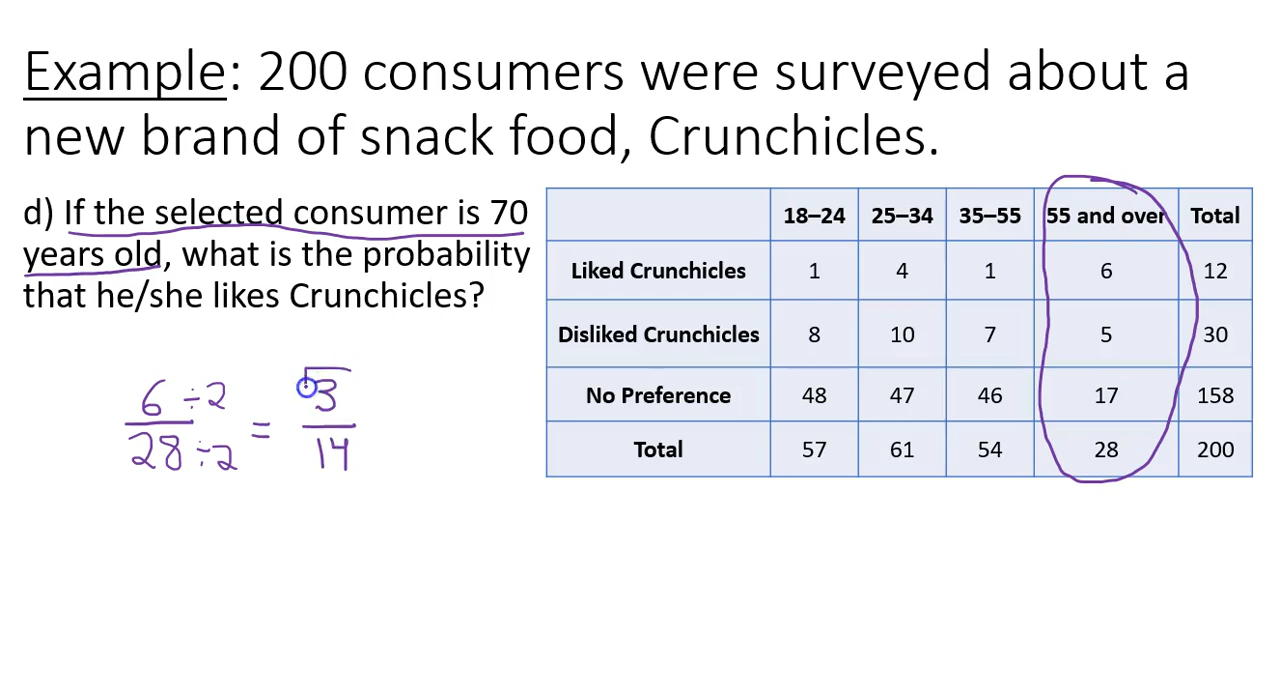 Example: 200 consumers were surveyed about a
new brand of snack food, Crunchicles.
d) If the selected consumer is 70
years old, what is the probability
that he/she likes Crunchicles?
18–24 25–34 35–55 55 and over Total
Liked Crunchicles 1 4 1 6 12
Disliked Crunchicles 8 10 7 5 30
No Preference 48 47 46 17 158
Total 57 61 54 28 200
6 ÷2 3
= 
28 ÷2 14